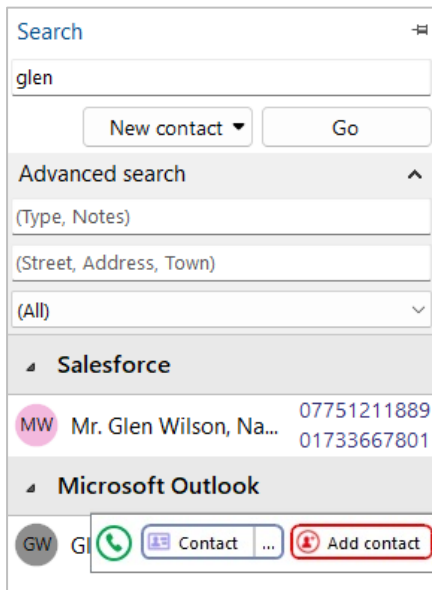 Search
glen
New contact
Go
Advanced search
(Type, Notes)
(Street, Address, Town)
(All)
Salesforce
MW Mr. Glen Wilson, Na... 07751211889
01733667801
Microsoft Outlook
GW Gl Contact ... Add contact